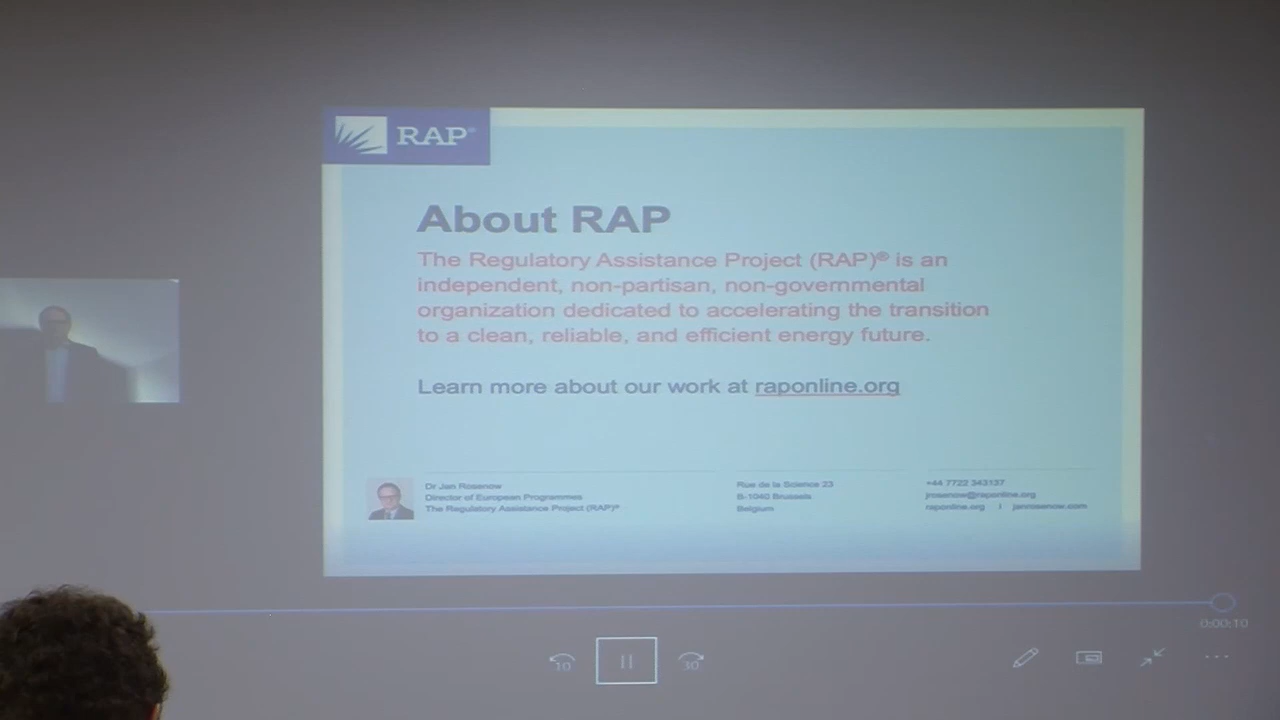 RAP®
About RAP
The Regulatory Assistance Project (RAP)® is an
independent, non-partisan, non-governmental
organization dedicated to accelerating the transition
to a clean, reliable, and efficient energy future.
Learn more about our work at raponline.org
Dr Jan Rosenow
Director of European Programmes
The Regulatory Assistance Project (RAP)®
Rue de la Science 23
B-1040 Brussels
Belgium
+44 7722 343137
jrosenow@raponline.org
raponline.org I janrosenow.com
0:00:10
10
30